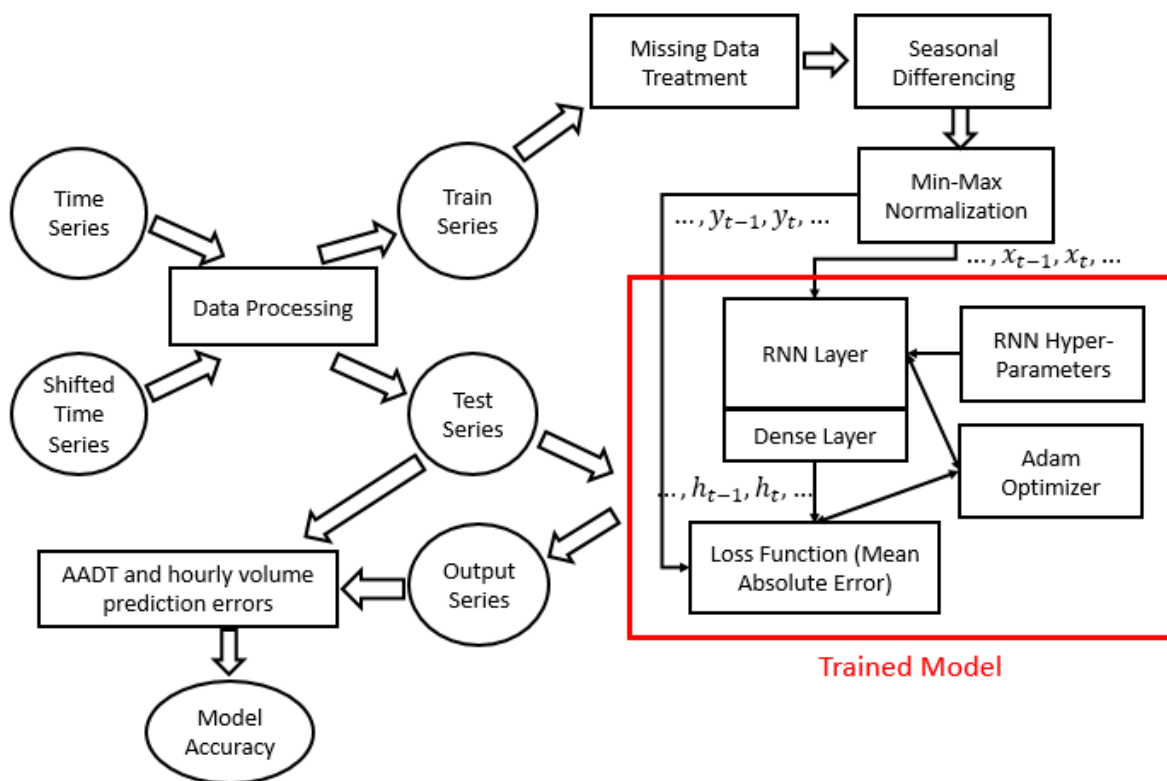 Missing Data
Treatment
Seasonal
Differencing
Time
Series
Train
Series
Min-Max
Normalization
..., y_{t-1}, y_t, ...
..., x_{t-1}, x_t, ...
Data Processing
RNN Layer
RNN Hyper-
Parameters
Shifted
Time
Series
Test
Series
Dense Layer
Adam
Optimizer
..., h_{t-1}, h_t, ...
Loss Function (Mean
Absolute Error)
AADT and hourly volume
prediction errors
Output
Series
Trained Model
Model
Accuracy